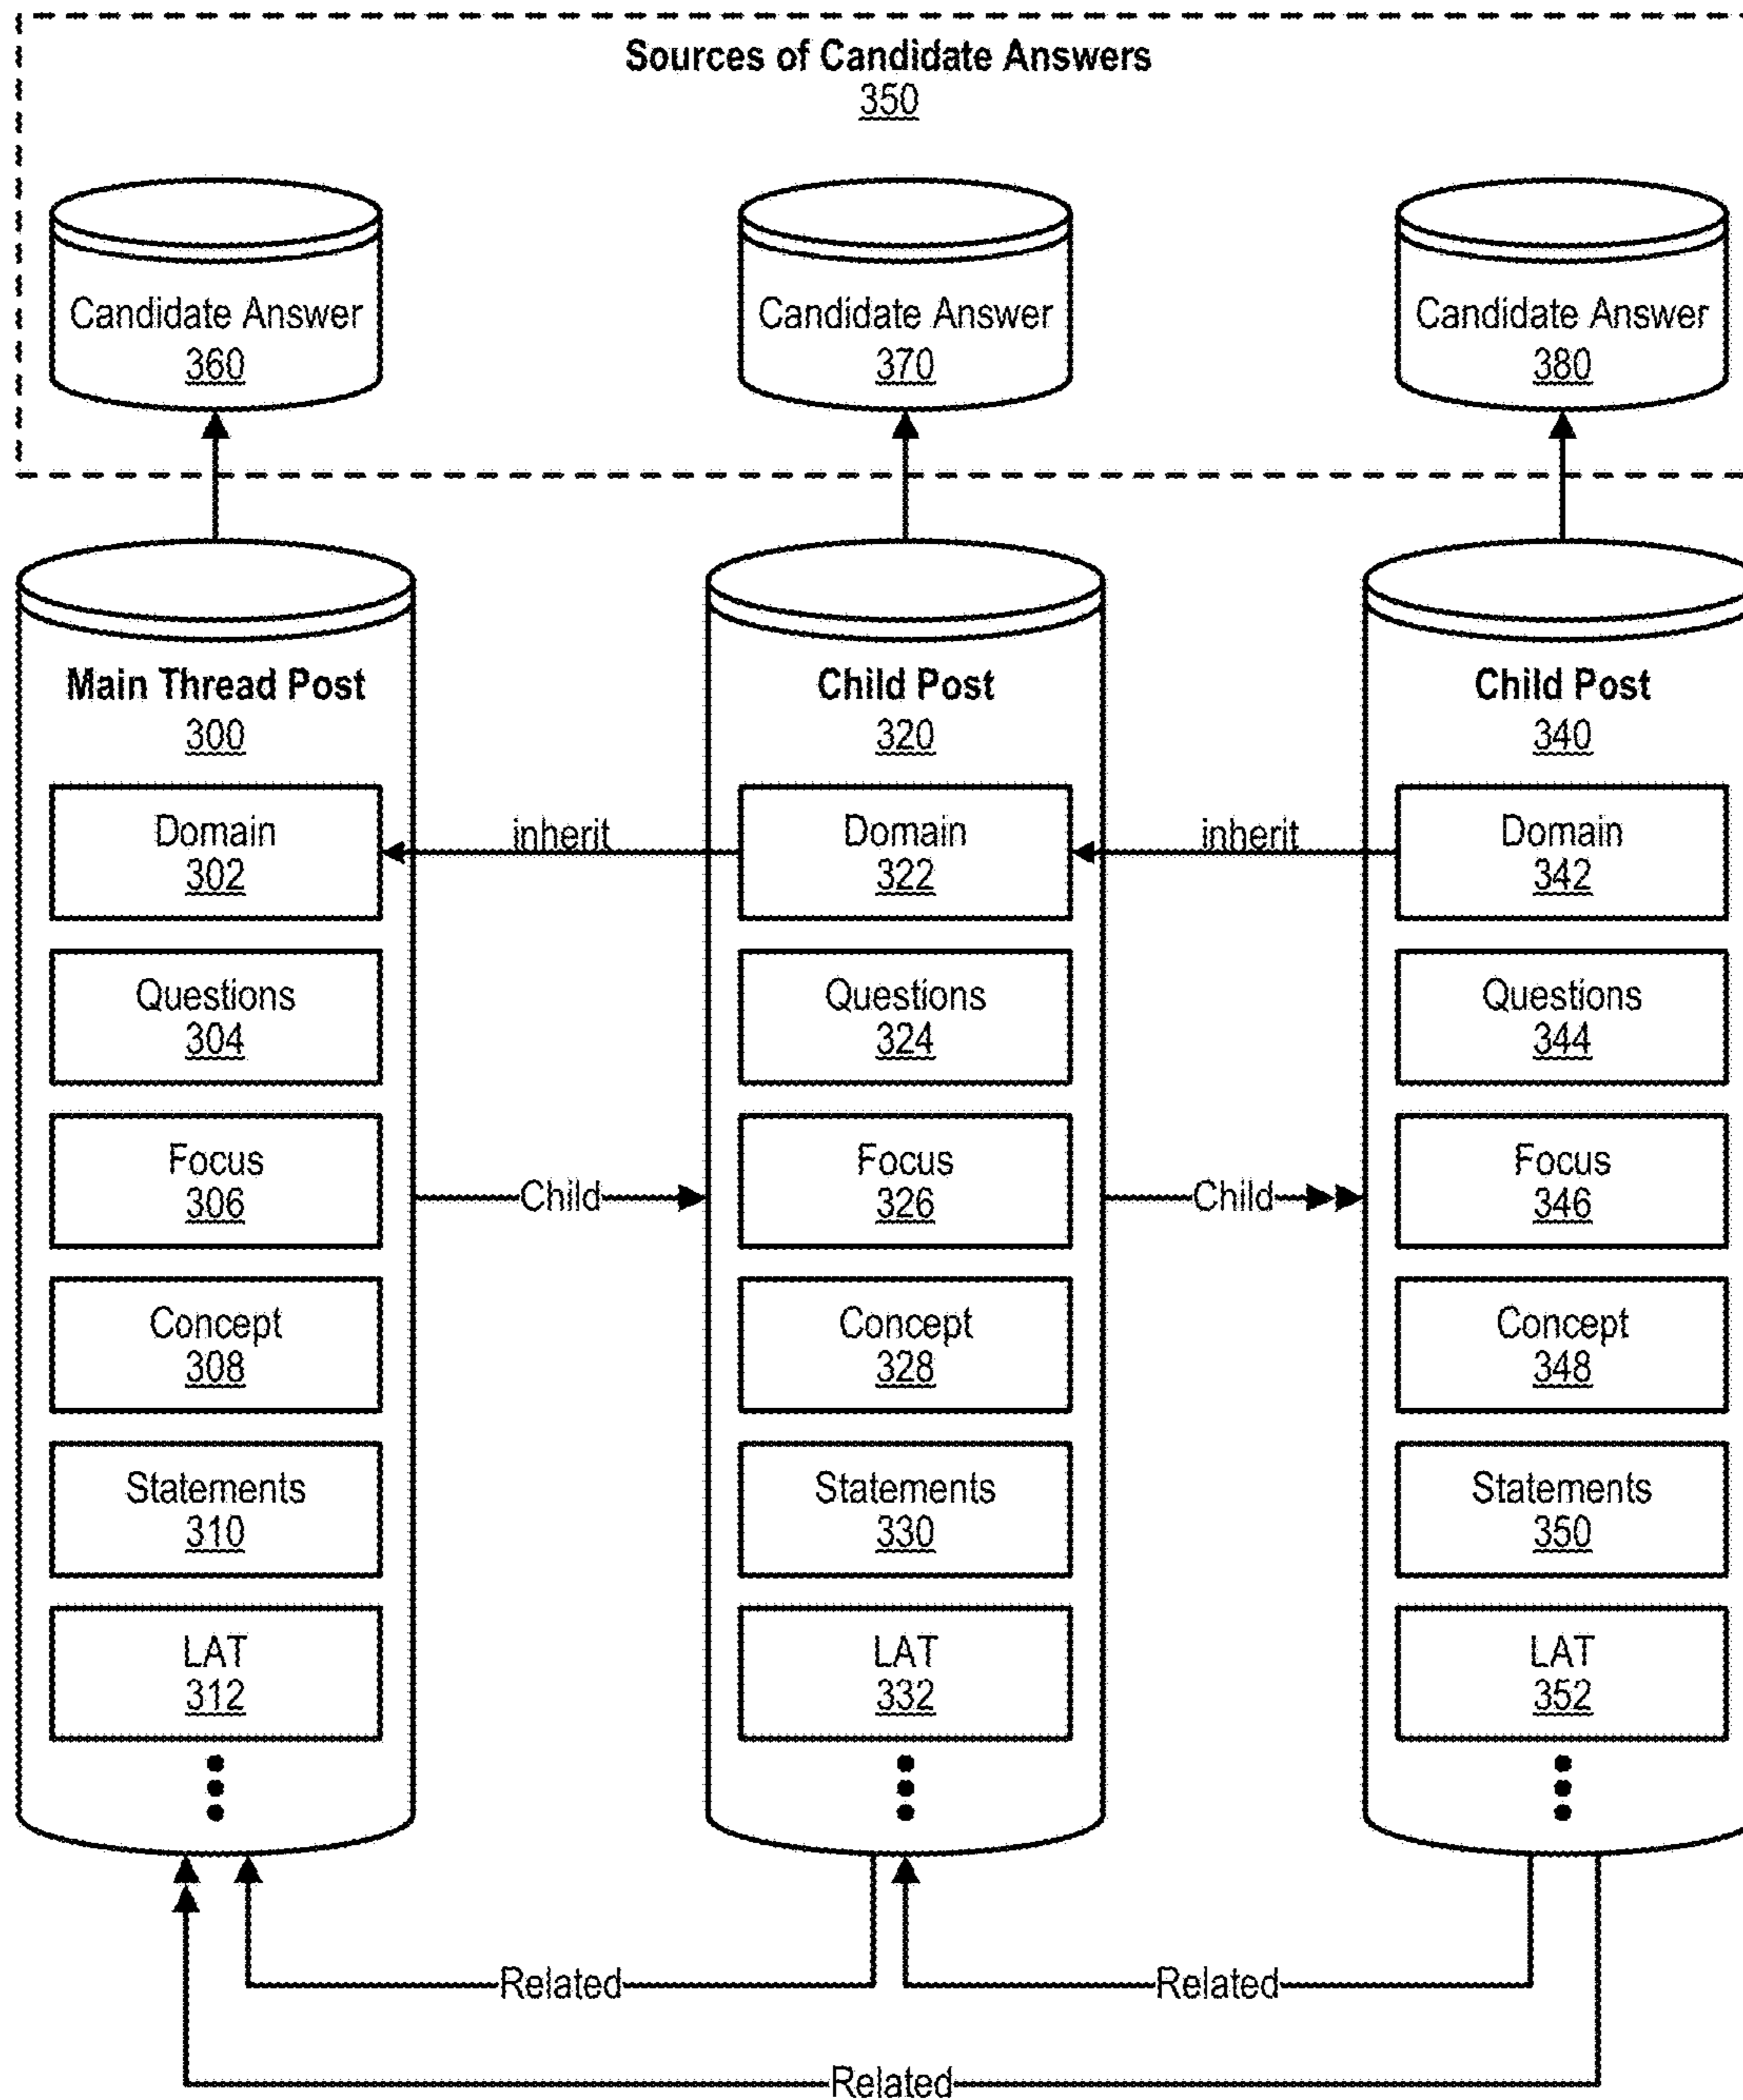 Sources of Candidate Answers
350
Candidate Answer
360
Candidate Answer
370
Candidate Answer
380
Main Thread Post
300
Domain
302
Questions
304
Focus
306
Concept
308
Statements
310
LAT
312
inherit
Child
Child Post
320
Domain
322
Questions
324
Focus
326
Concept
328
Statements
330
LAT
332
inherit
Child
Child Post
340
Domain
342
Questions
344
Focus
346
Concept
348
Statements
350
LAT
352
Related
Related
Related